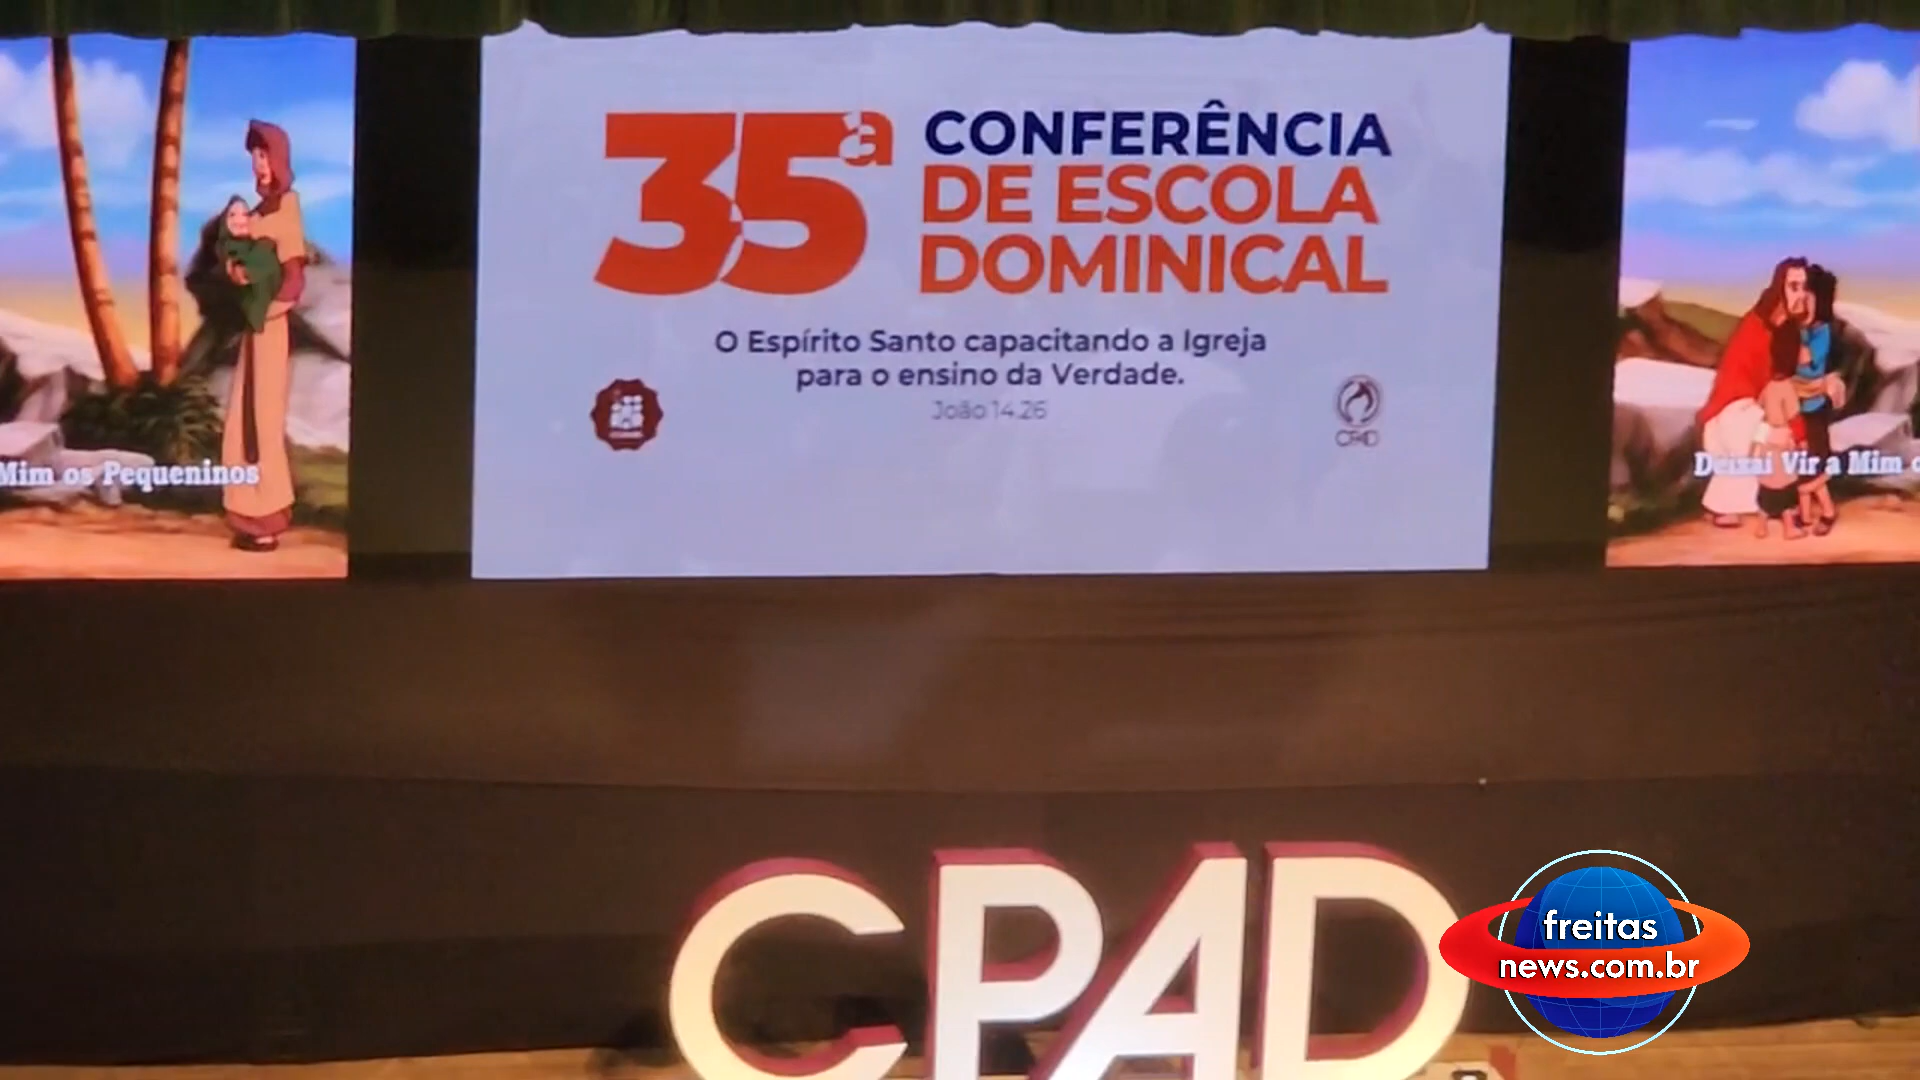 35ª CONFERÊNCIA
DE ESCOLA
DOMINICAL
O Espírito Santo capacitando a Igreja
para o ensino da Verdade.
João 14.26
CPAD
Mim os Pequeninos
Deixai Vir a Mim
CPAD
freitas
news.com.br